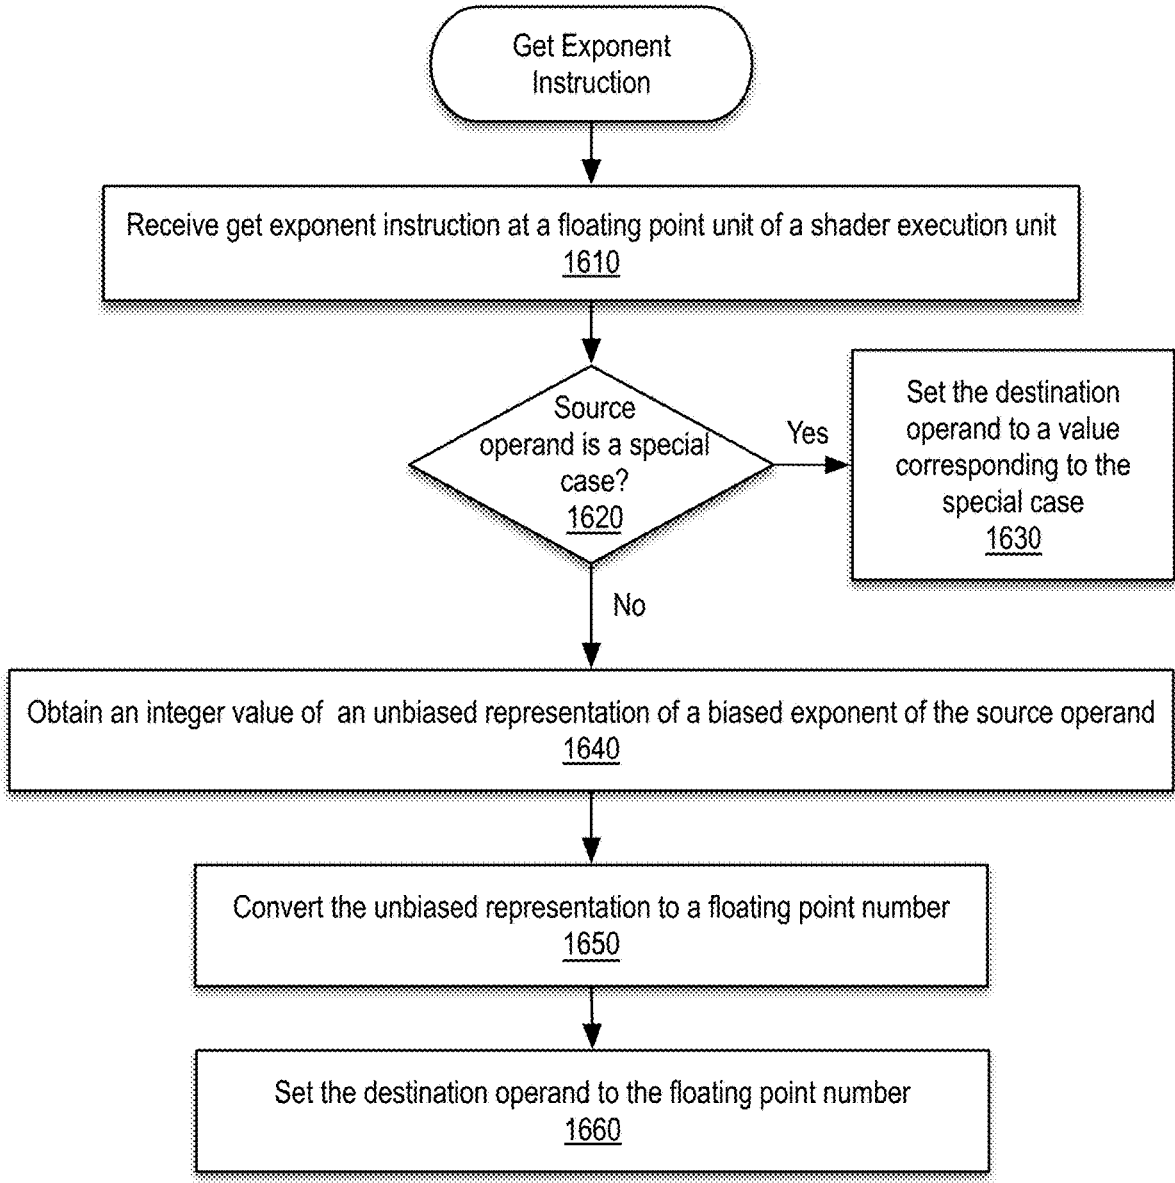 Get Exponent
Instruction
Receive get exponent instruction at a floating point unit of a shader execution unit
1610
Source
operand is a special
case?
1620
Yes
Set the destination
operand to a value
corresponding to the
special case
1630
No
Obtain an integer value of an unbiased representation of a biased exponent of the source operand
1640
Convert the unbiased representation to a floating point number
1650
Set the destination operand to the floating point number
1660